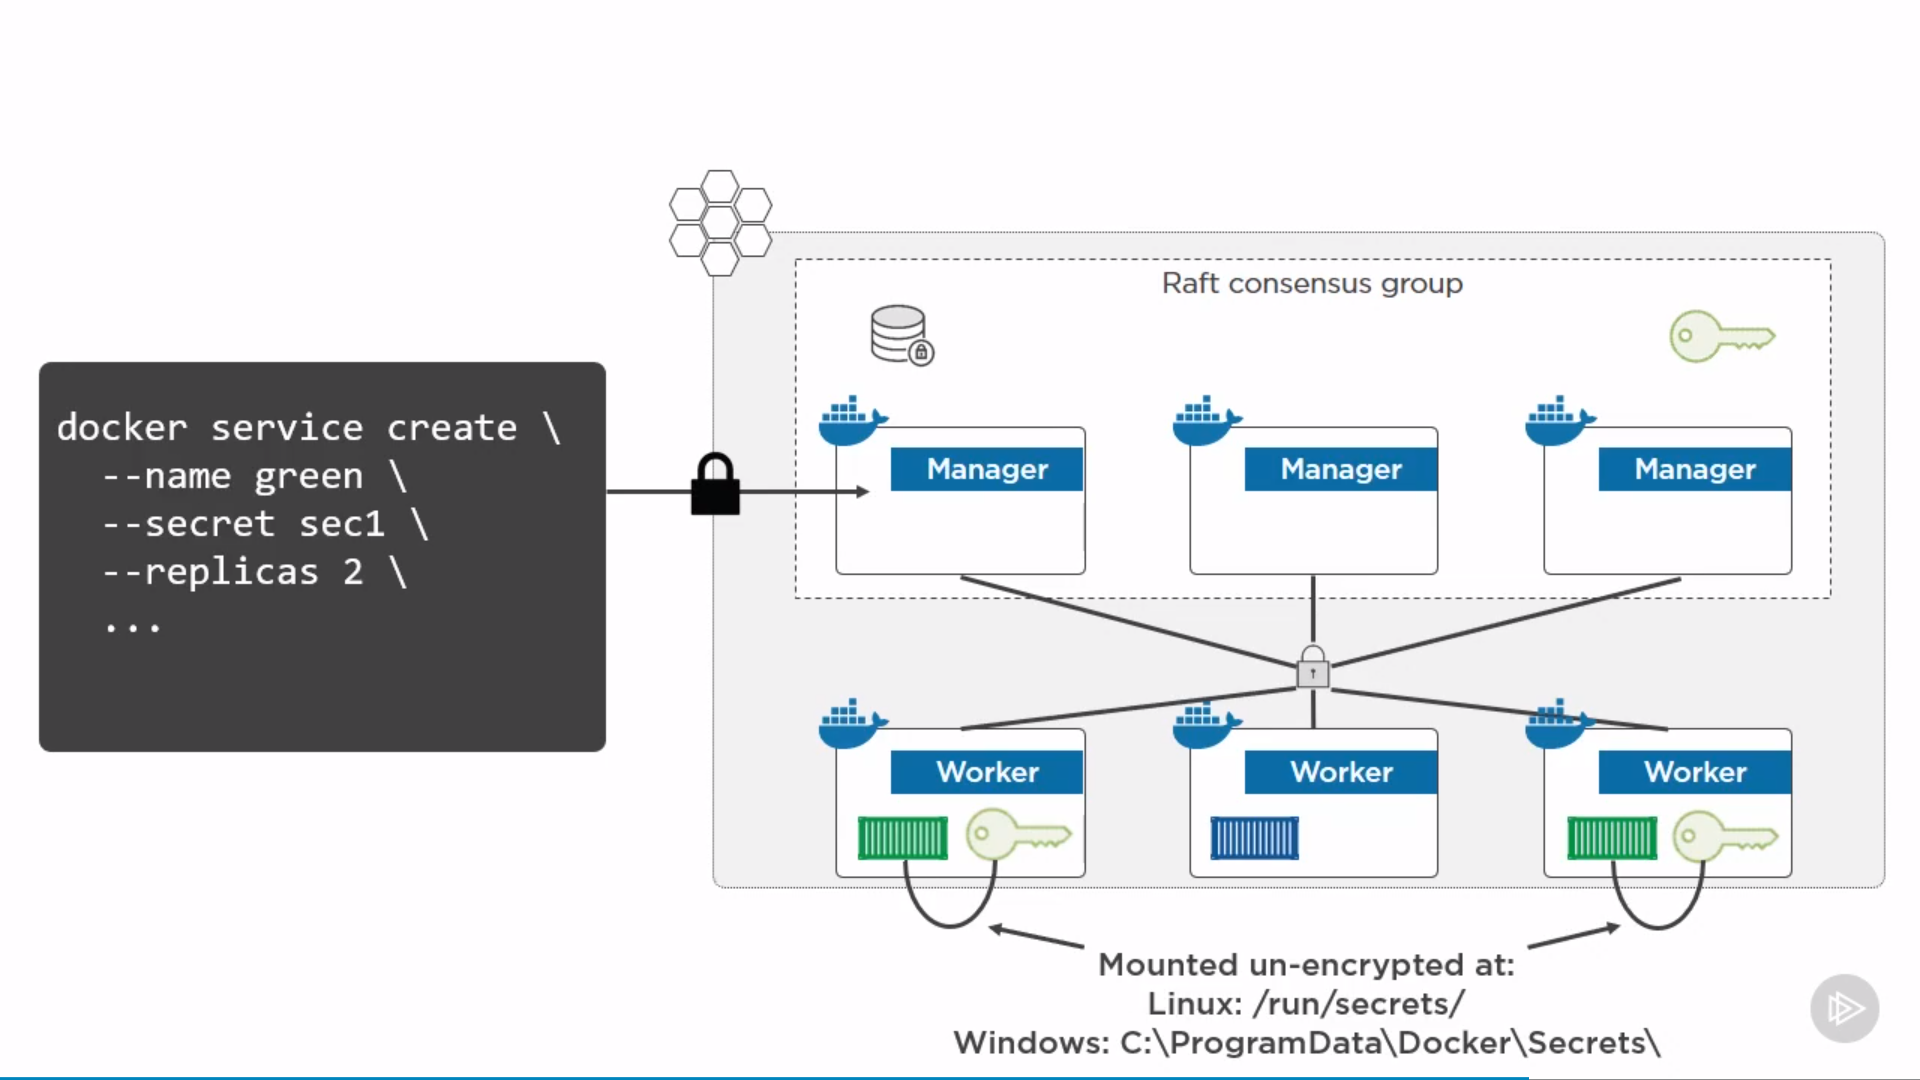 docker service create \
--name green \
--secret sec1 \
--replicas 2 \
...
Raft consensus group
Manager
Manager
Manager
Worker
Worker
Worker
Mounted un-encrypted at:
Linux: /run/secrets/
Windows: C:\ProgramData\Docker\Secrets\